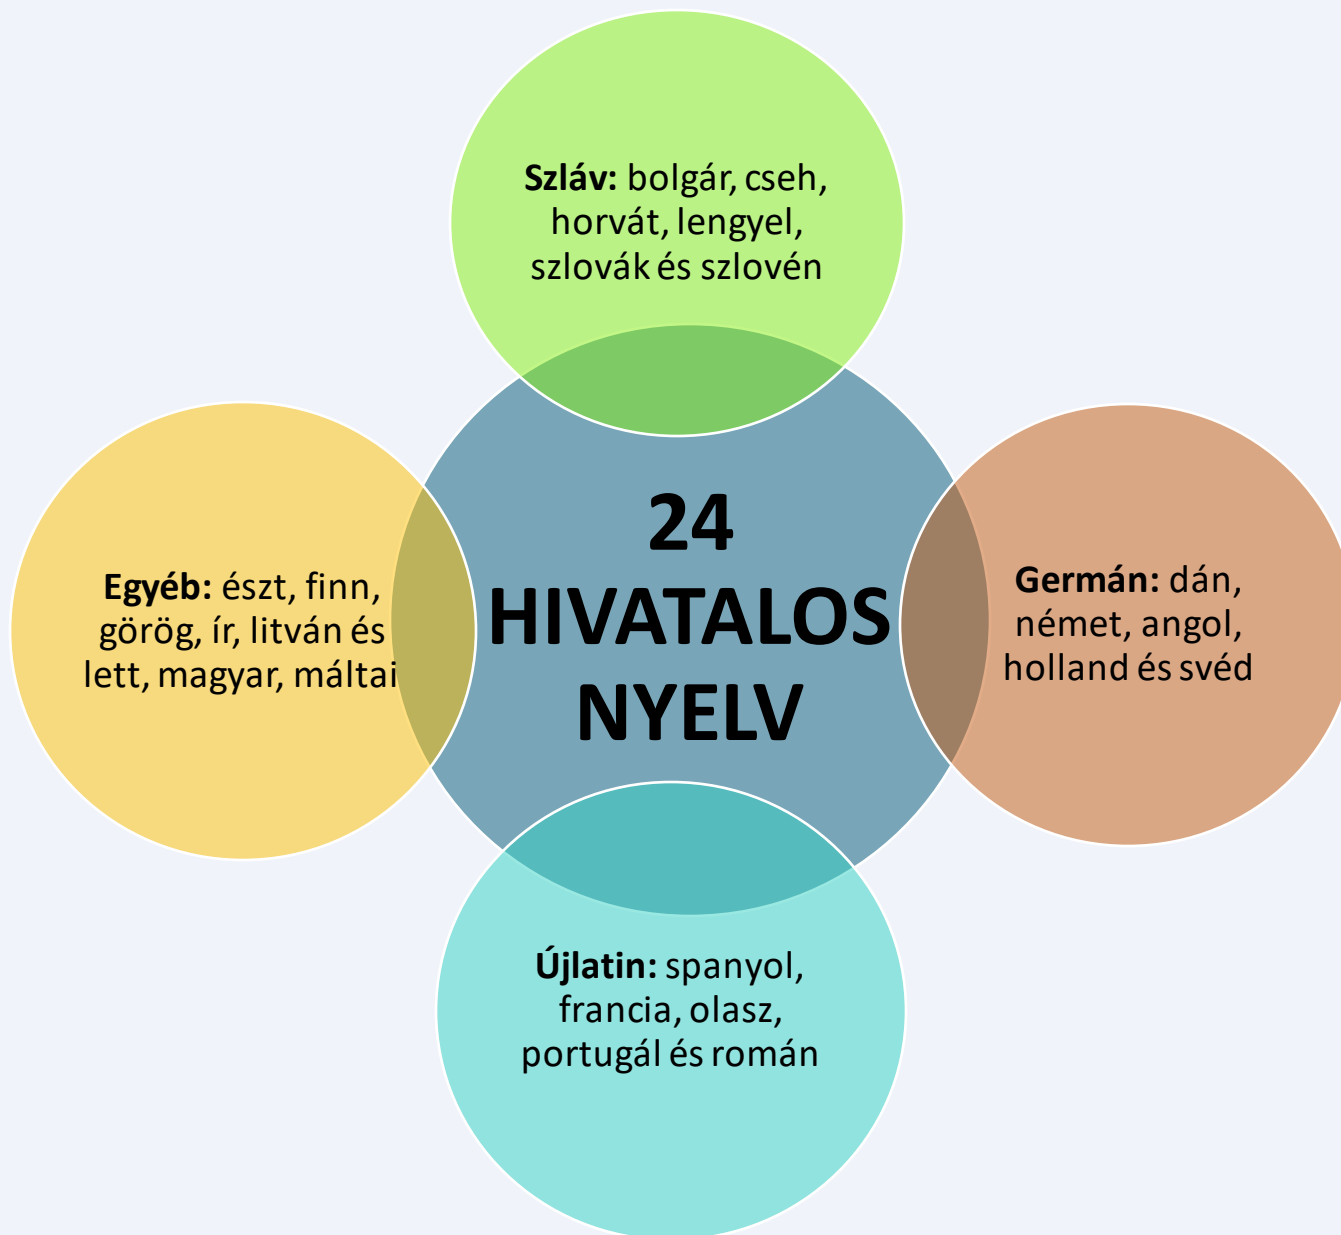 Szláv: bolgár, cseh,
horvát, lengyel,
szlovák és szlovén
24
HIVATALOS
NYELV
Egyéb: észt, finn,
görög, ír, litván és
lett, magyar, máltai
Germán: dán,
német, angol,
holland és svéd
Újlatin: spanyol,
francia, olasz,
portugál és román